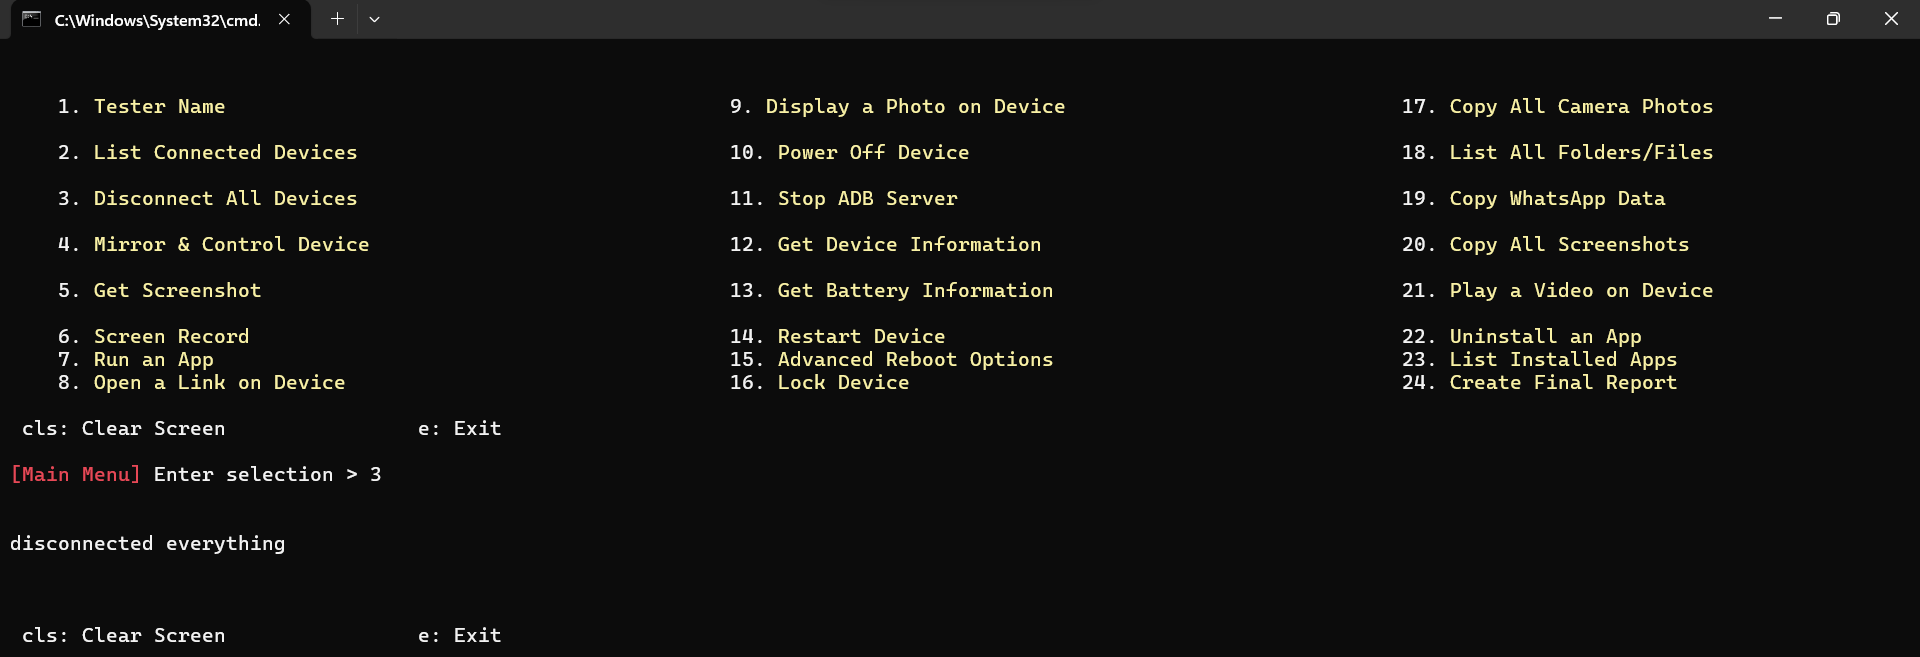 C:\Windows\System32\cmd.
1. Tester Name 9. Display a Photo on Device 17. Copy All Camera Photos
2. List Connected Devices 10. Power Off Device 18. List All Folders/Files
3. Disconnect All Devices 11. Stop ADB Server 19. Copy WhatsApp Data
4. Mirror & Control Device 12. Get Device Information 20. Copy All Screenshots
5. Get Screenshot 13. Get Battery Information 21. Play a Video on Device
6. Screen Record 14. Restart Device 22. Uninstall an App
7. Run an App 15. Advanced Reboot Options 23. List Installed Apps
8. Open a Link on Device 16. Lock Device 24. Create Final Report
cls: Clear Screen e: Exit
[Main Menu] Enter selection > 3
disconnected everything
cls: Clear Screen e: Exit